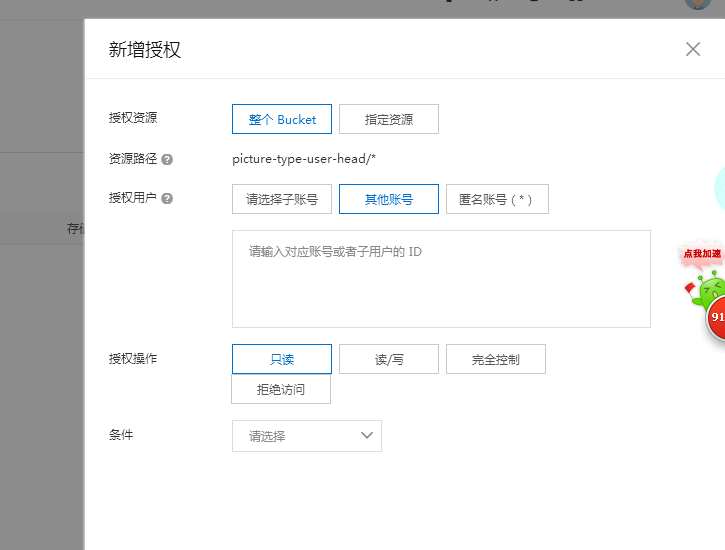 新增授权
授权资源
整个 Bucket
指定资源
资源路径
picture-type-user-head/*
授权用户
请选择子账号
其他账号
匿名账号 ( * )
存储
请输入对应账号或者子用户的 ID
点我加速
91
授权操作
只读
读/写
完全控制
拒绝访问
条件
请选择